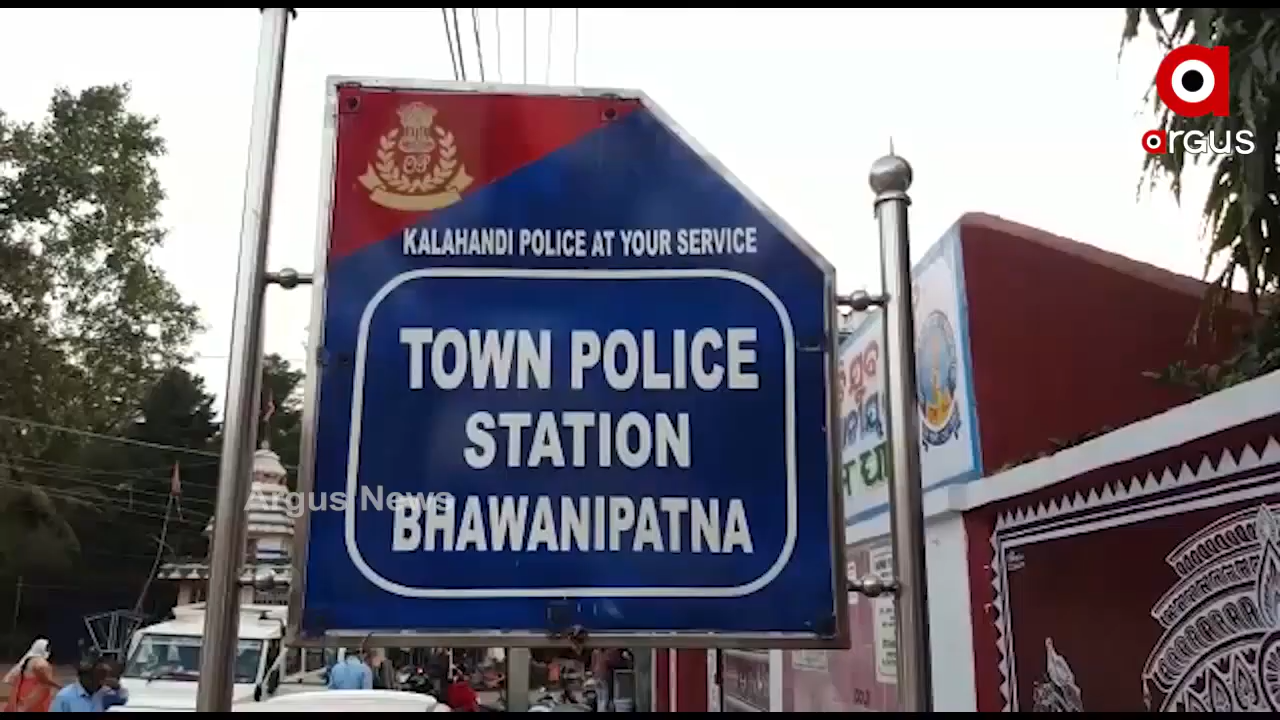 argus
KALAHANDI POLICE AT YOUR SERVICE
TOWN POLICE
STATION
BHAWANIPATNA
Argus News